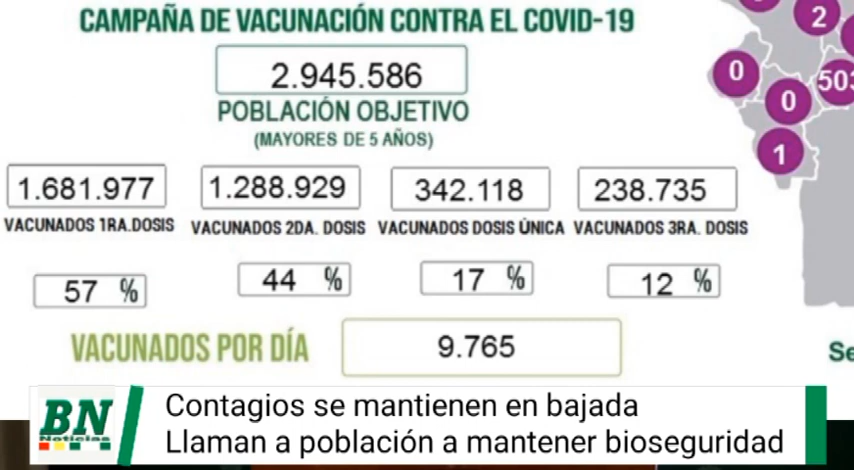 CAMPAÑA DE VACUNACIÓN CONTRA EL COVID-19
2.945.586
POBLACIÓN OBJETIVO
(MAYORES DE 5 AÑOS)
1.681.977 1.288.929 342.118 238.735
VACUNADOS 1RA.DOSIS VACUNADOS 2DA. DOSIS VACUNADOS DOSIS ÚNICA VACUNADOS 3RA. DOSIS
57 % 44 % 17 % 12 %
VACUNADOS POR DÍA 9.765
2
0
503
0
1
Se
BN
Noticias
Contagios se mantienen en bajada
Llaman a población a mantener bioseguridad